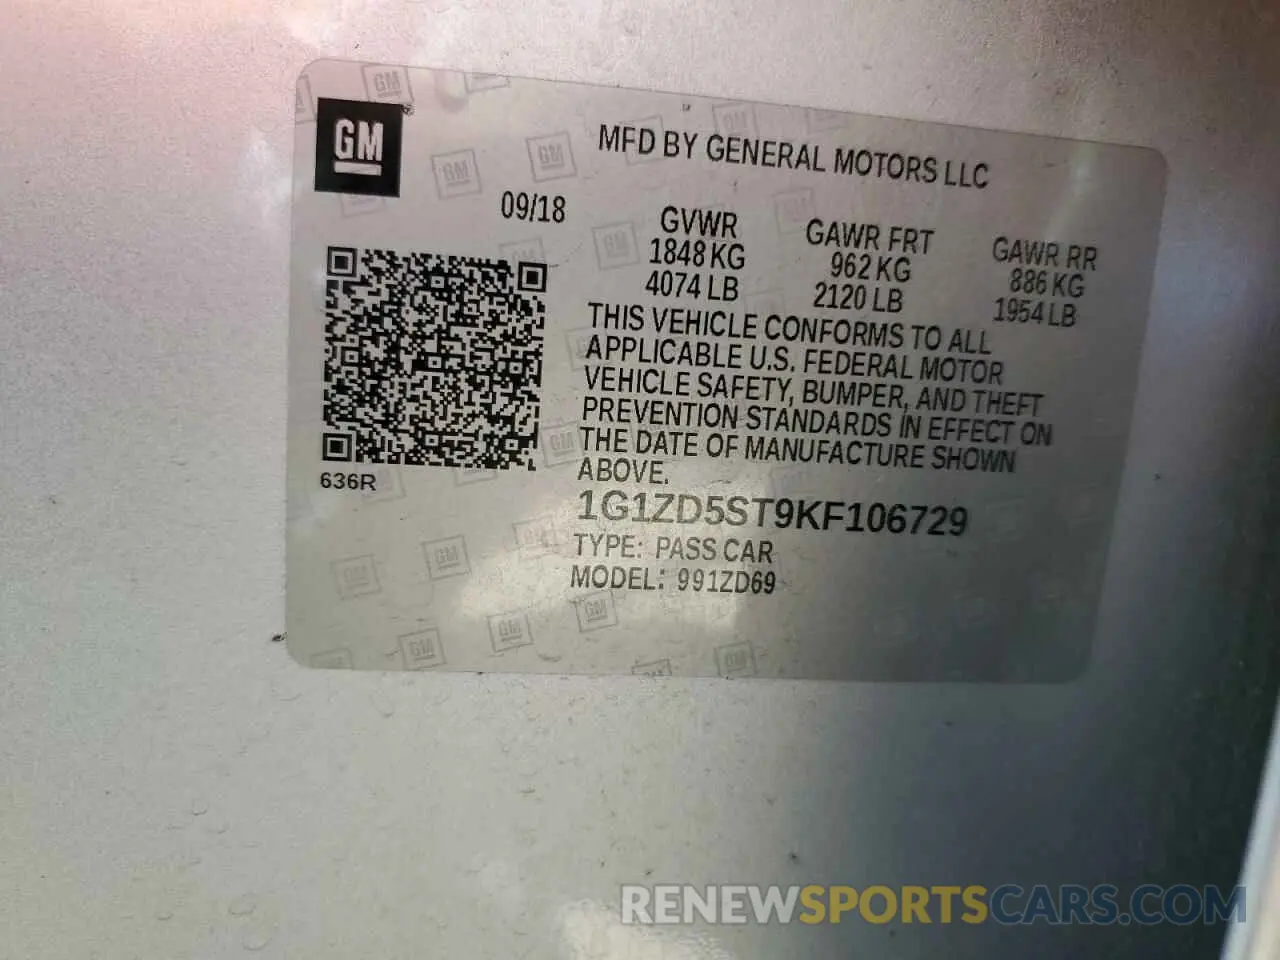 GM
MFD BY GENERAL MOTORS LLC
09/18
GVWR GAWR FRT GAWR RR
1848 KG 962 KG 886 KG
4074 LB 2120 LB 1954 LB
THIS VEHICLE CONFORMS TO ALL
APPLICABLE U.S. FEDERAL MOTOR
VEHICLE SAFETY, BUMPER, AND THEFT
PREVENTION STANDARDS IN EFFECT ON
THE DATE OF MANUFACTURE SHOWN
ABOVE.
636R
1G1ZD5ST9KF106729
TYPE: PASS CAR
MODEL: 991ZD69
RENEWSPORTSCARS.COM